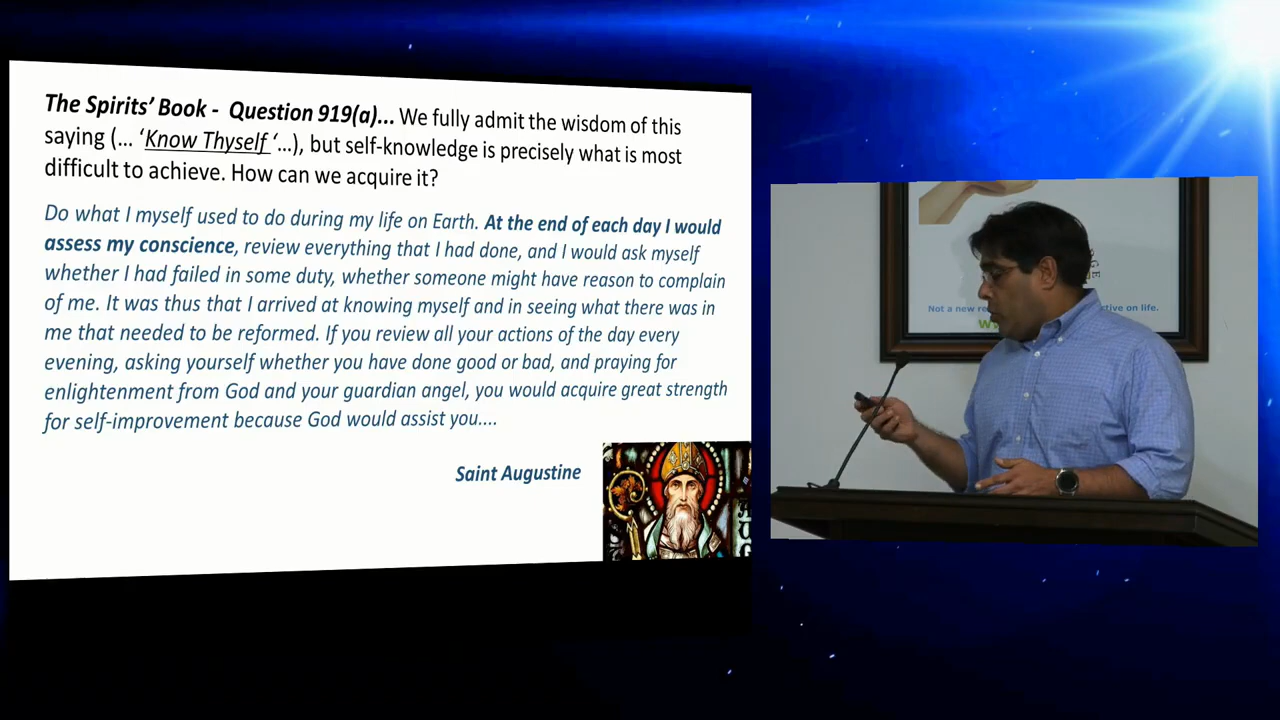 The Spirits' Book - Question 919(a)... We fully admit the wisdom of this
saying (... 'Know Thyself '...), but self-knowledge is precisely what is most
difficult to achieve. How can we acquire it?
Do what I myself used to do during my life on Earth. At the end of each day I would
assess my conscience, review everything that I had done, and I would ask myself
whether I had failed in some duty, whether someone might have reason to complain
of me. It was thus that I arrived at knowing myself and in seeing what there was in
me that needed to be reformed. If you review all your actions of the day every
evening, asking yourself whether you have done good or bad, and praying for
enlightenment from God and your guardian angel, you would acquire great strength
for self-improvement because God would assist you....
Saint Augustine
Not a new
ctive on life.